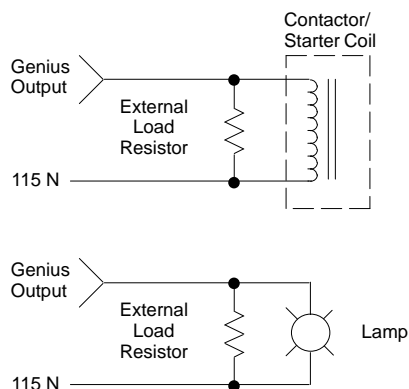 Contactor/
Starter Coil
Genius
Output
External
Load
Resistor
115 N
Genius
Output
External
Load
Resistor
Lamp
115 N